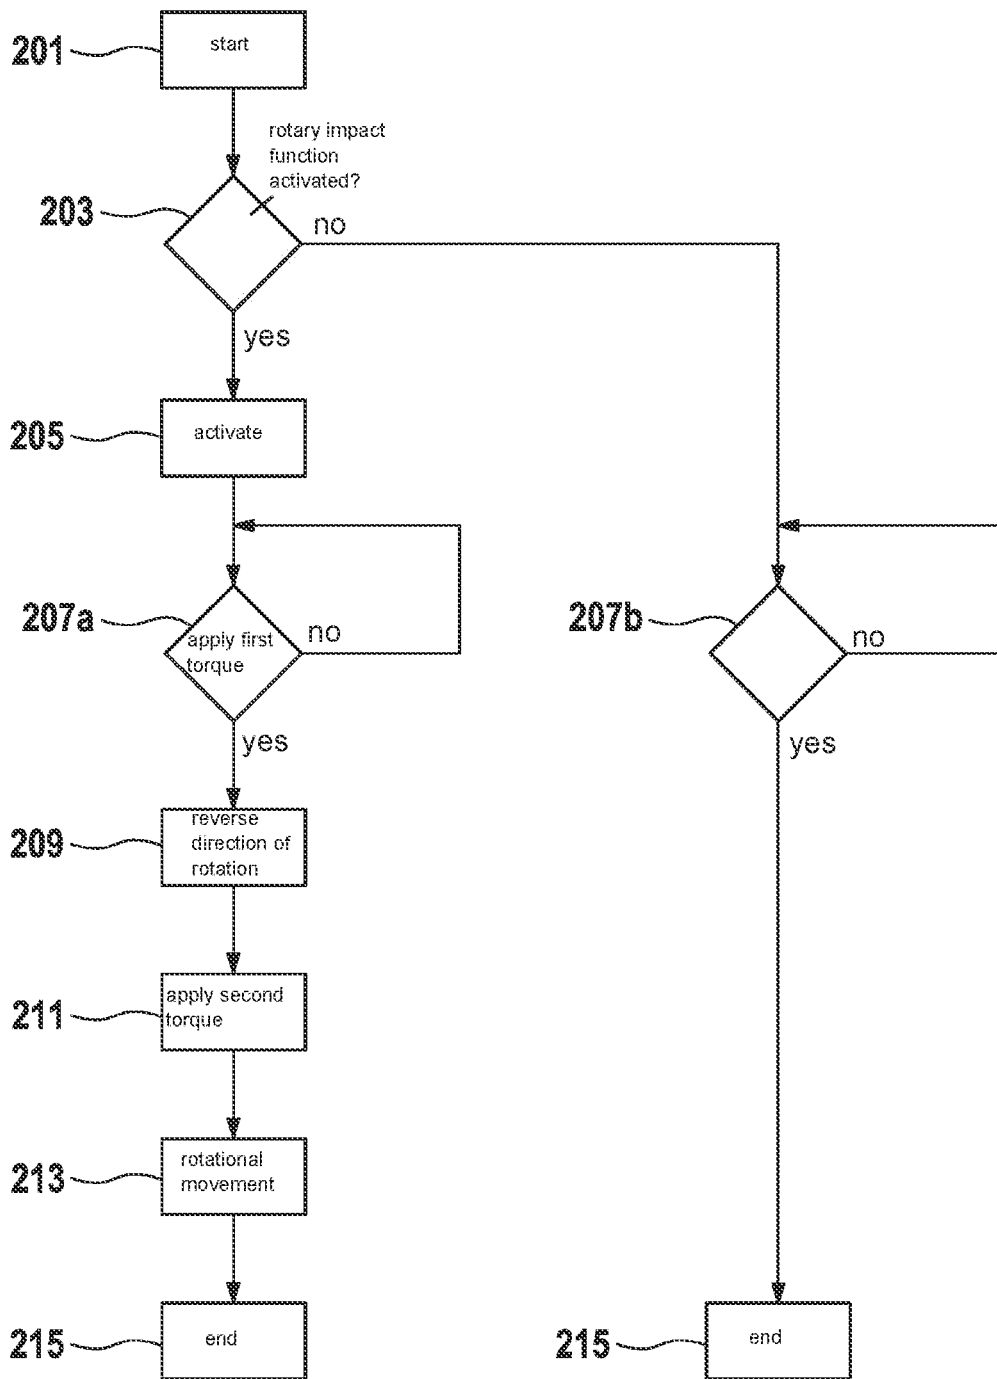 201
start
rotary impact
function
activated?
203
no
yes
205
activate
207a
apply first
torque
no
yes
207b
no
yes
209
reverse
direction of
rotation
211
apply second
torque
213
rotational
movement
215
end
215
end